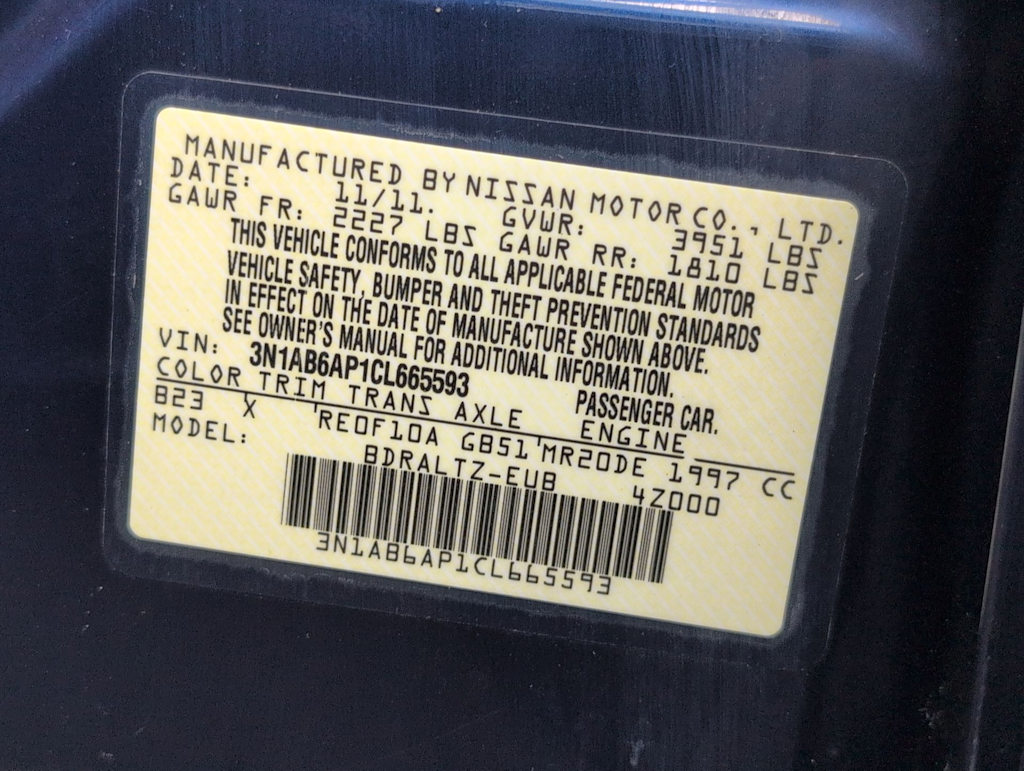 MANUFACTURED BY NISSAN MOTOR CO., LTD.
DATE: 11/11. GVWR: 3951 LBS
GAWR FR: 2227 LBS GAWR RR: 1810 LBS
THIS VEHICLE CONFORMS TO ALL APPLICABLE FEDERAL MOTOR
VEHICLE SAFETY, BUMPER AND THEFT PREVENTION STANDARDS
IN EFFECT ON THE DATE OF MANUFACTURE SHOWN ABOVE.
SEE OWNER'S MANUAL FOR ADDITIONAL INFORMATION.
VIN: 3N1AB6AP1CL665593 PASSENGER CAR.
COLOR TRIM TRANS AXLE ENGINE
B23 X RE0F10A GB51 MR20DE 1997 CC
MODEL: BDRALTZ-EUB 4Z000
3N1AB6AP1CL665593